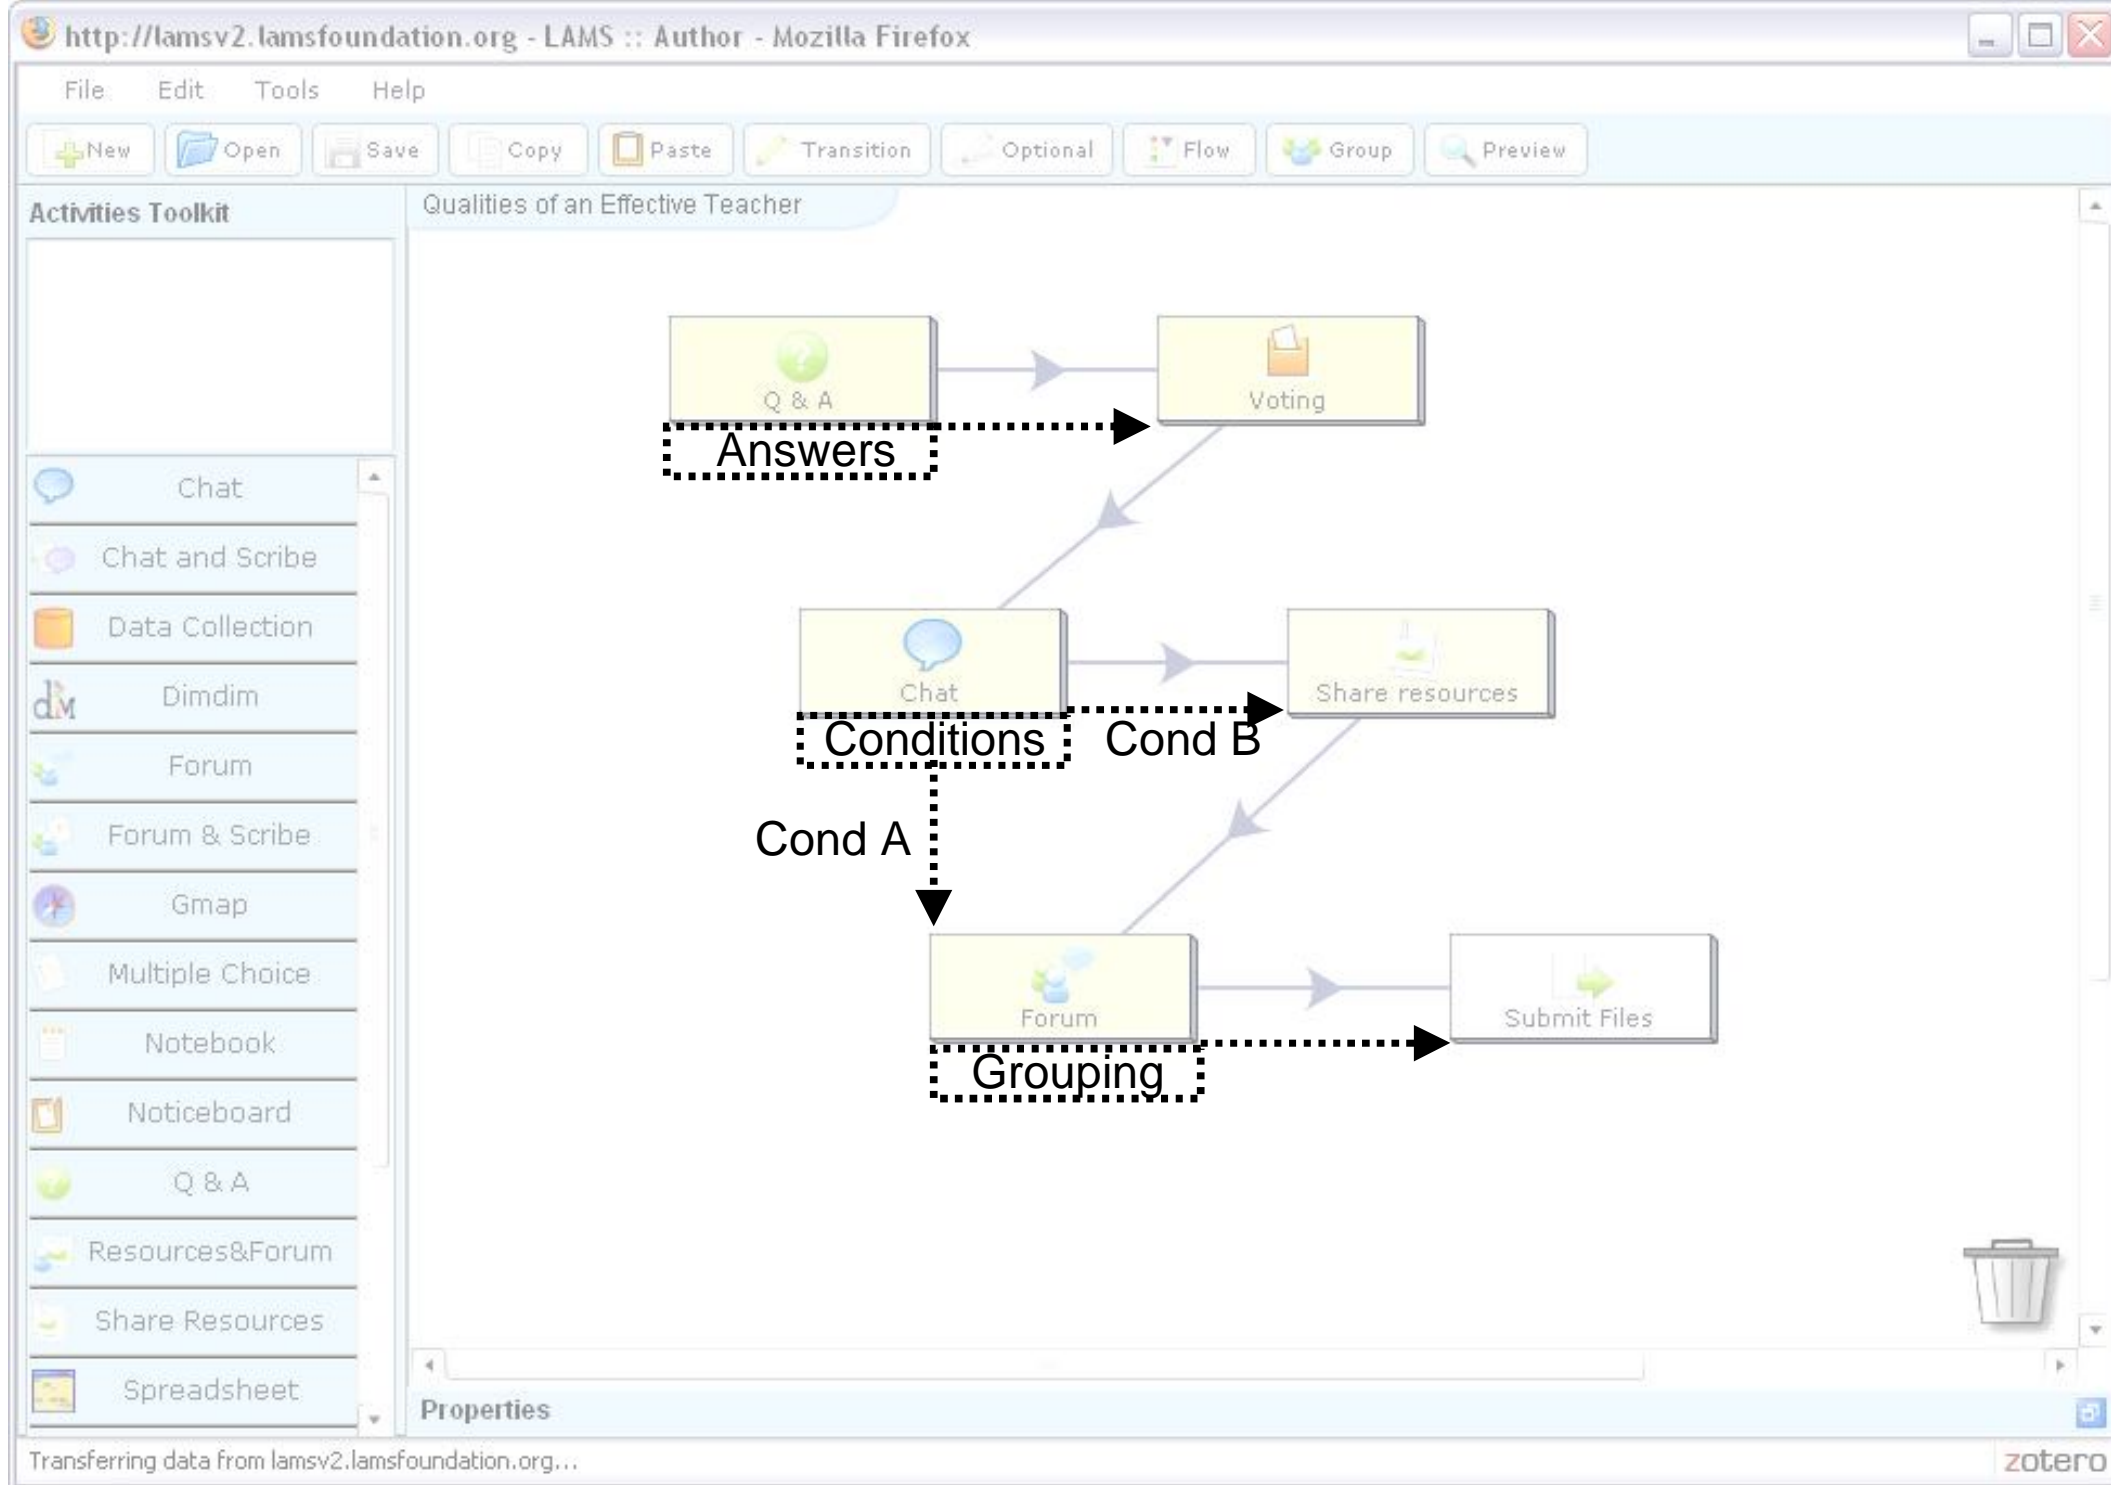 http://lamsv2.lamsfoundation.org - LAMS :: Author - Mozilla Firefox
File Edit Tools Help
New Open Save Copy Paste Transition Optional Flow Group Preview
Activities Toolkit
Qualities of an Effective Teacher
Q & A
Voting
Answers
Chat
Share resources
Conditions
Cond B
Cond A
Forum
Submit Files
Grouping
Chat
Chat and Scribe
Data Collection
dM
Dimdim
Forum
Forum & Scribe
Gmap
Multiple Choice
Notebook
Noticeboard
Q & A
Resources&Forum
Share Resources
Spreadsheet
Properties
Transferring data from lamsv2.lamsfoundation.org...
zotero